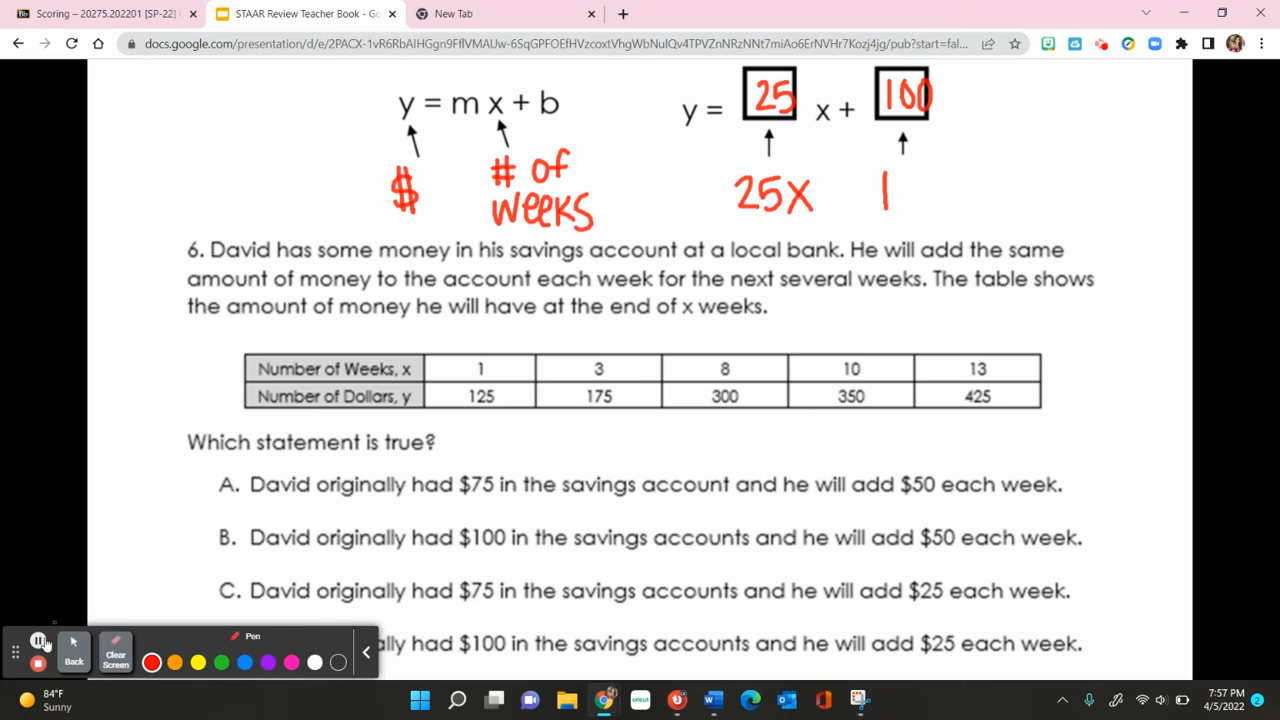 Scoring – 20275.202201 [SP-22]
STAAR Review Teacher Book - Go
New Tab
docs.google.com/presentation/d/e/
y = m x + b
y = 25 x + 100
$
# of
weeks
25x
1
6. David has some money in his savings account at a local bank. He will add the same
amount of money to the account each week for the next several weeks. The table shows
the amount of money he will have at the end of x weeks.
Number of Weeks, x 1 3 8 10 13
Number of Dollars, y 125 175 300 350 425
Which statement is true?
A. David originally had $75 in the savings account and he will add $50 each week.
B. David originally had $100 in the savings accounts and he will add $50 each week.
C. David originally had $75 in the savings accounts and he will add $25 each week.
ally had $100 in the savings accounts and he will add $25 each week.
Back
Clear
Screen
Pen
84°F
Sunny
cricut
7:57 PM
4/5/2022
2